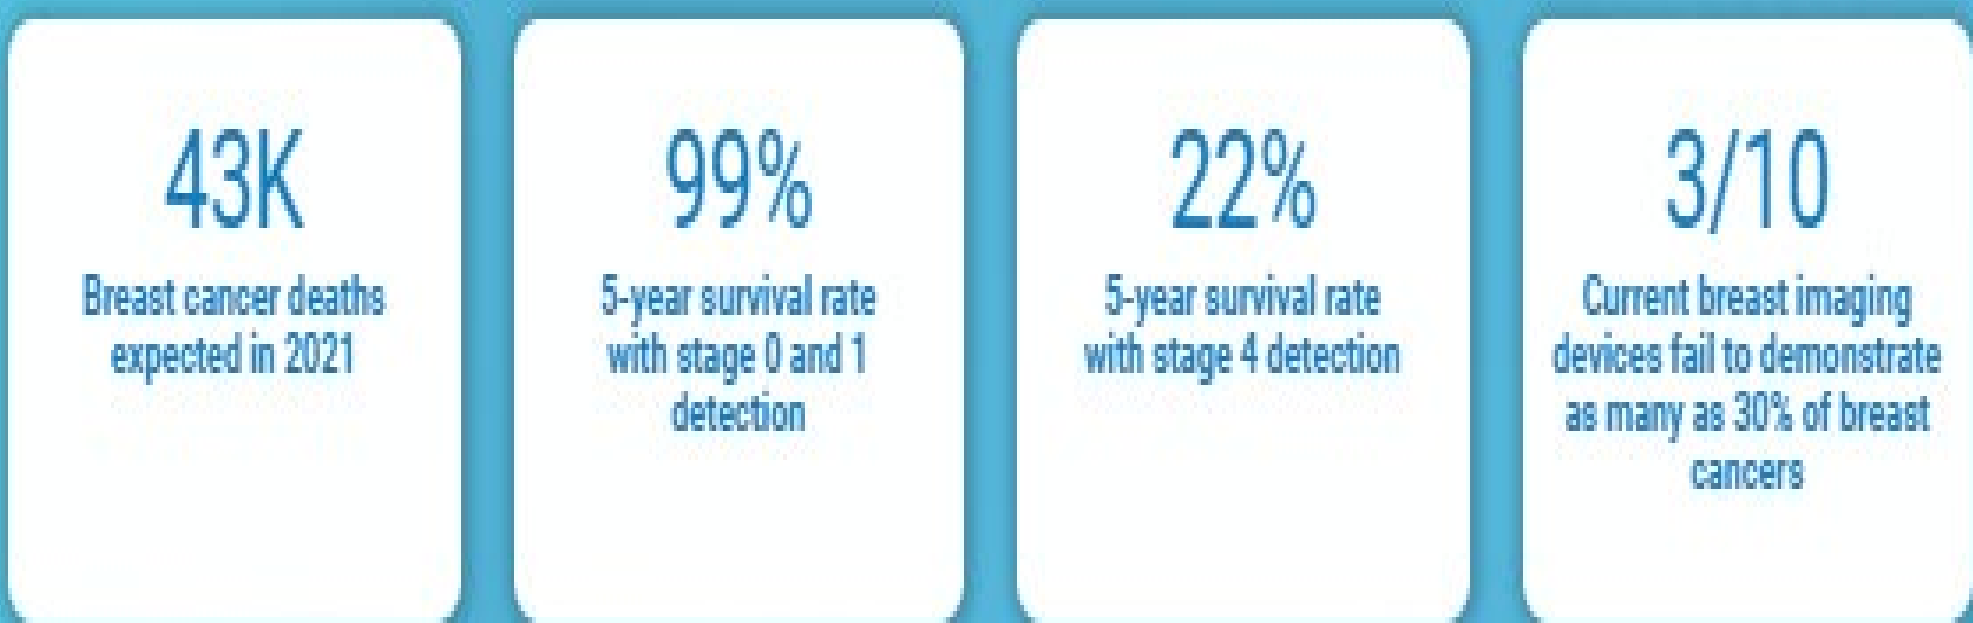 43K
Breast cancer deaths
expected in 2021
99%
5-year survival rate
with stage 0 and 1
detection
22%
5-year survival rate
with stage 4 detection
3/10
Current breast imaging
devices fail to demonstrate
as many as 30% of breast
cancers